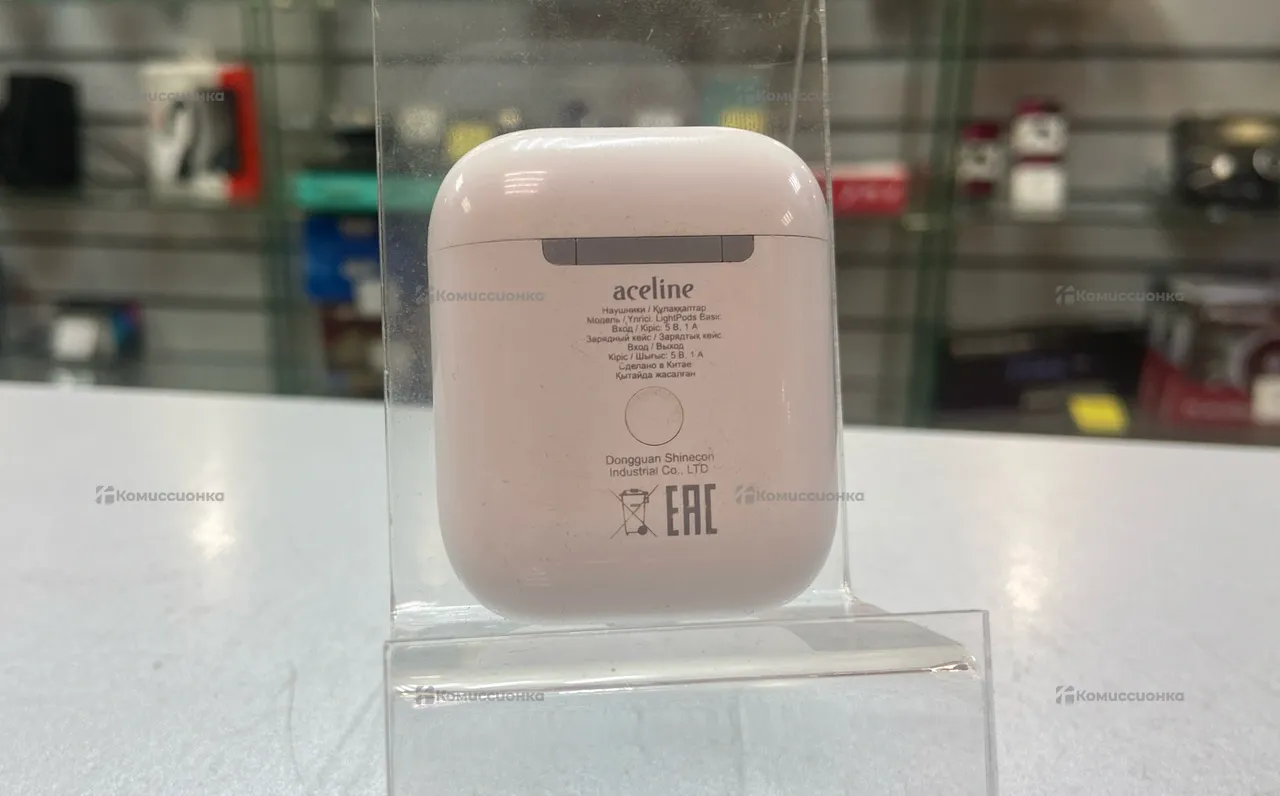 aceline
Наушники / Құлаққаптар
Модель / Үлгісі: LightPods Basic
Вход / Кіріс: 5 В, 1 А
Зарядный кейс / Зарядтық кейс
Вход / Выход
Кіріс / Шығыс: 5 В, 1 А
Сделано в Китае
Қытайда жасалған
Dongguan Shinecon
Industrial Co., LTD
EAC
Комиссионка
Комиссионка
Комиссионка
Комиссионка
Комиссионка
Комиссионка
Комиссионка
Комиссионка